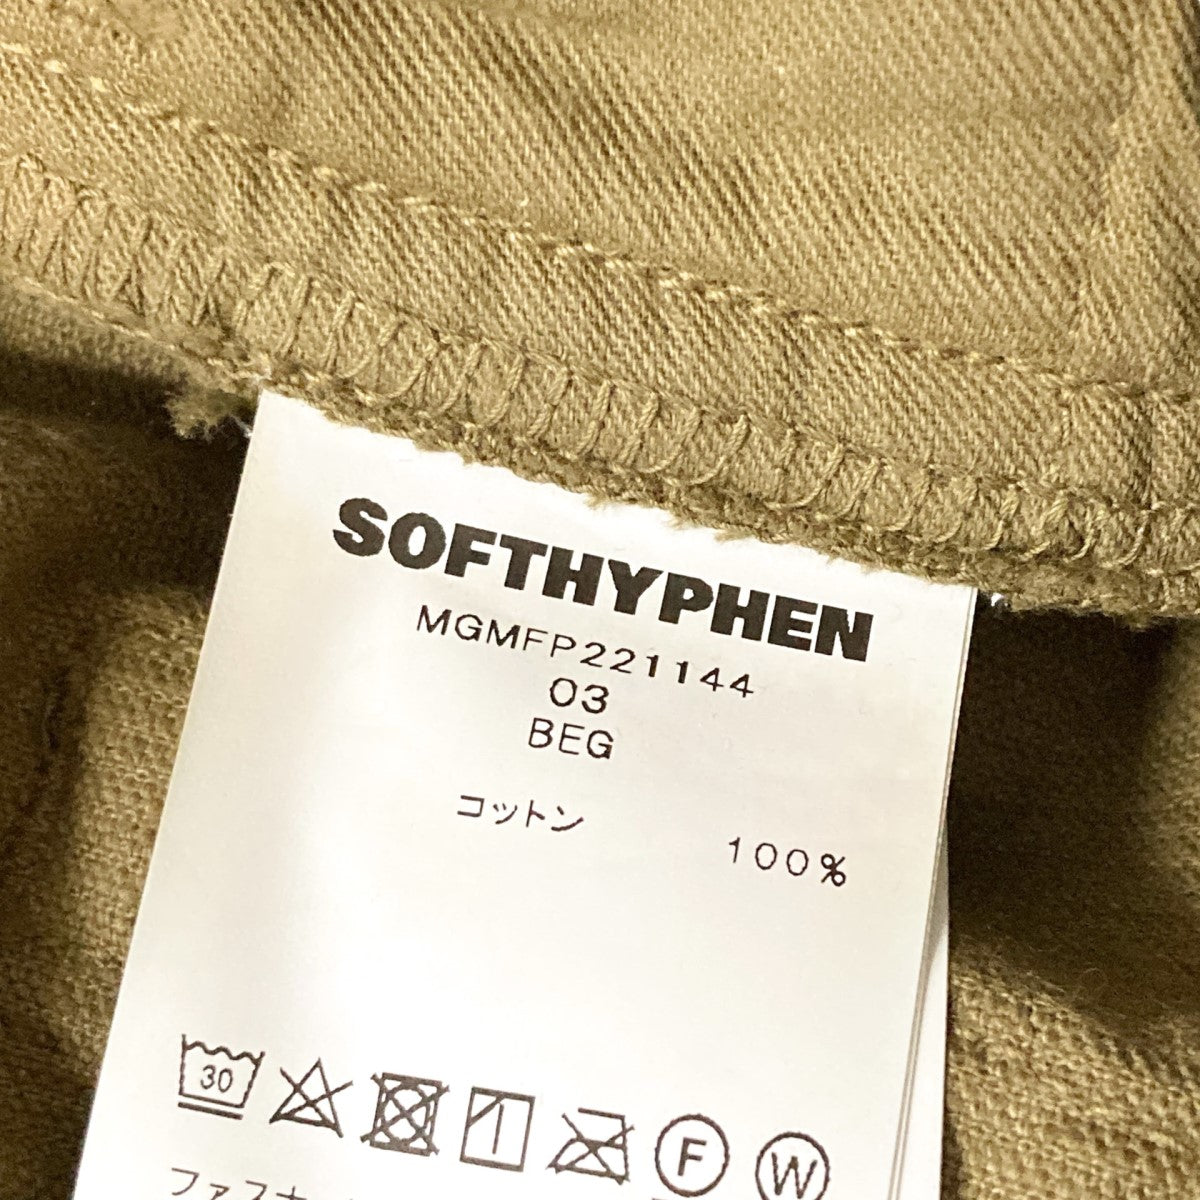 SOFTHYPHEN
MGMFP221144
03
BEG
コットン 100%
30 F W